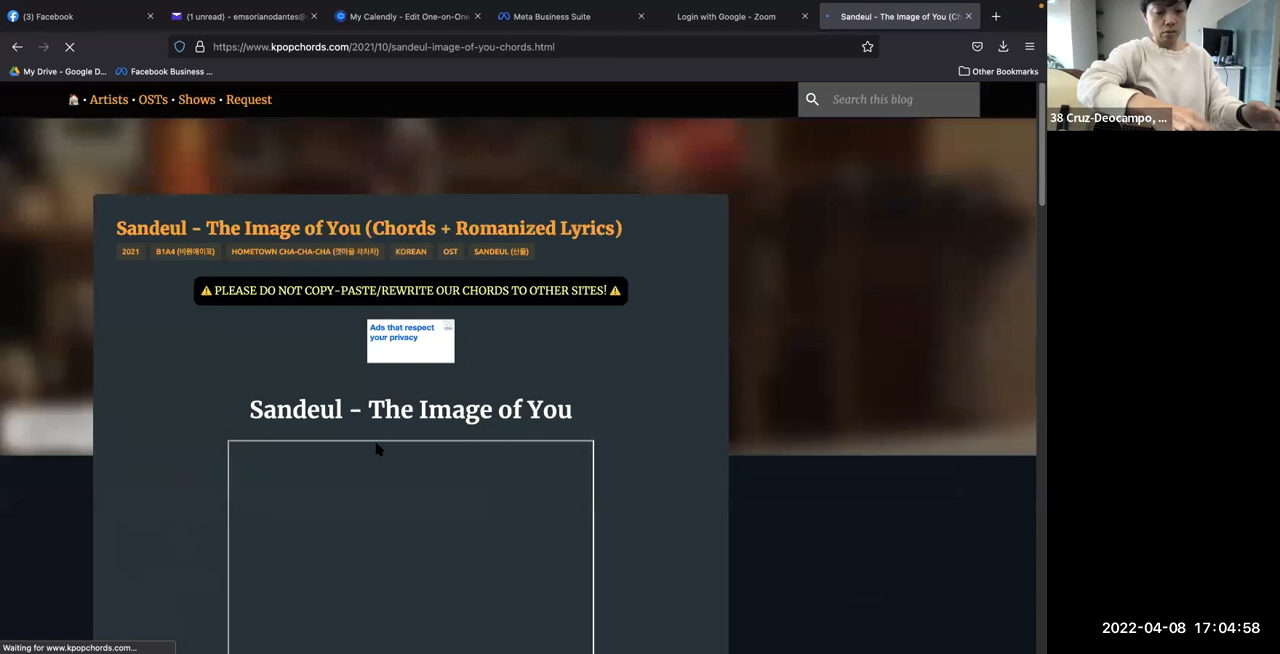 (3) Facebook
(1 unread) - emsorianodantes@
My Calendly - Edit One-on-One
Meta Business Suite
Login with Google - Zoom
Sandeul - The Image of You (Ch
https://www.kpopchords.com/2021/10/sandeul-image-of-you-chords.html
My Drive - Google D...
Facebook Business ...
Other Bookmarks
• Artists • OSTs • Shows • Request
Search this blog
38 Cruz-Deocampo, ...
Sandeul - The Image of You (Chords + Romanized Lyrics)
2021 B1A4 (비원에이포) HOMETOWN CHA-CHA-CHA (갯마을 차차차) KOREAN OST SANDEUL (산들)
⚠ PLEASE DO NOT COPY-PASTE/REWRITE OUR CHORDS TO OTHER SITES! ⚠
Ads that respect
your privacy
Sandeul - The Image of You
2022-04-08 17:04:58
Waiting for www.kpopchords.com...